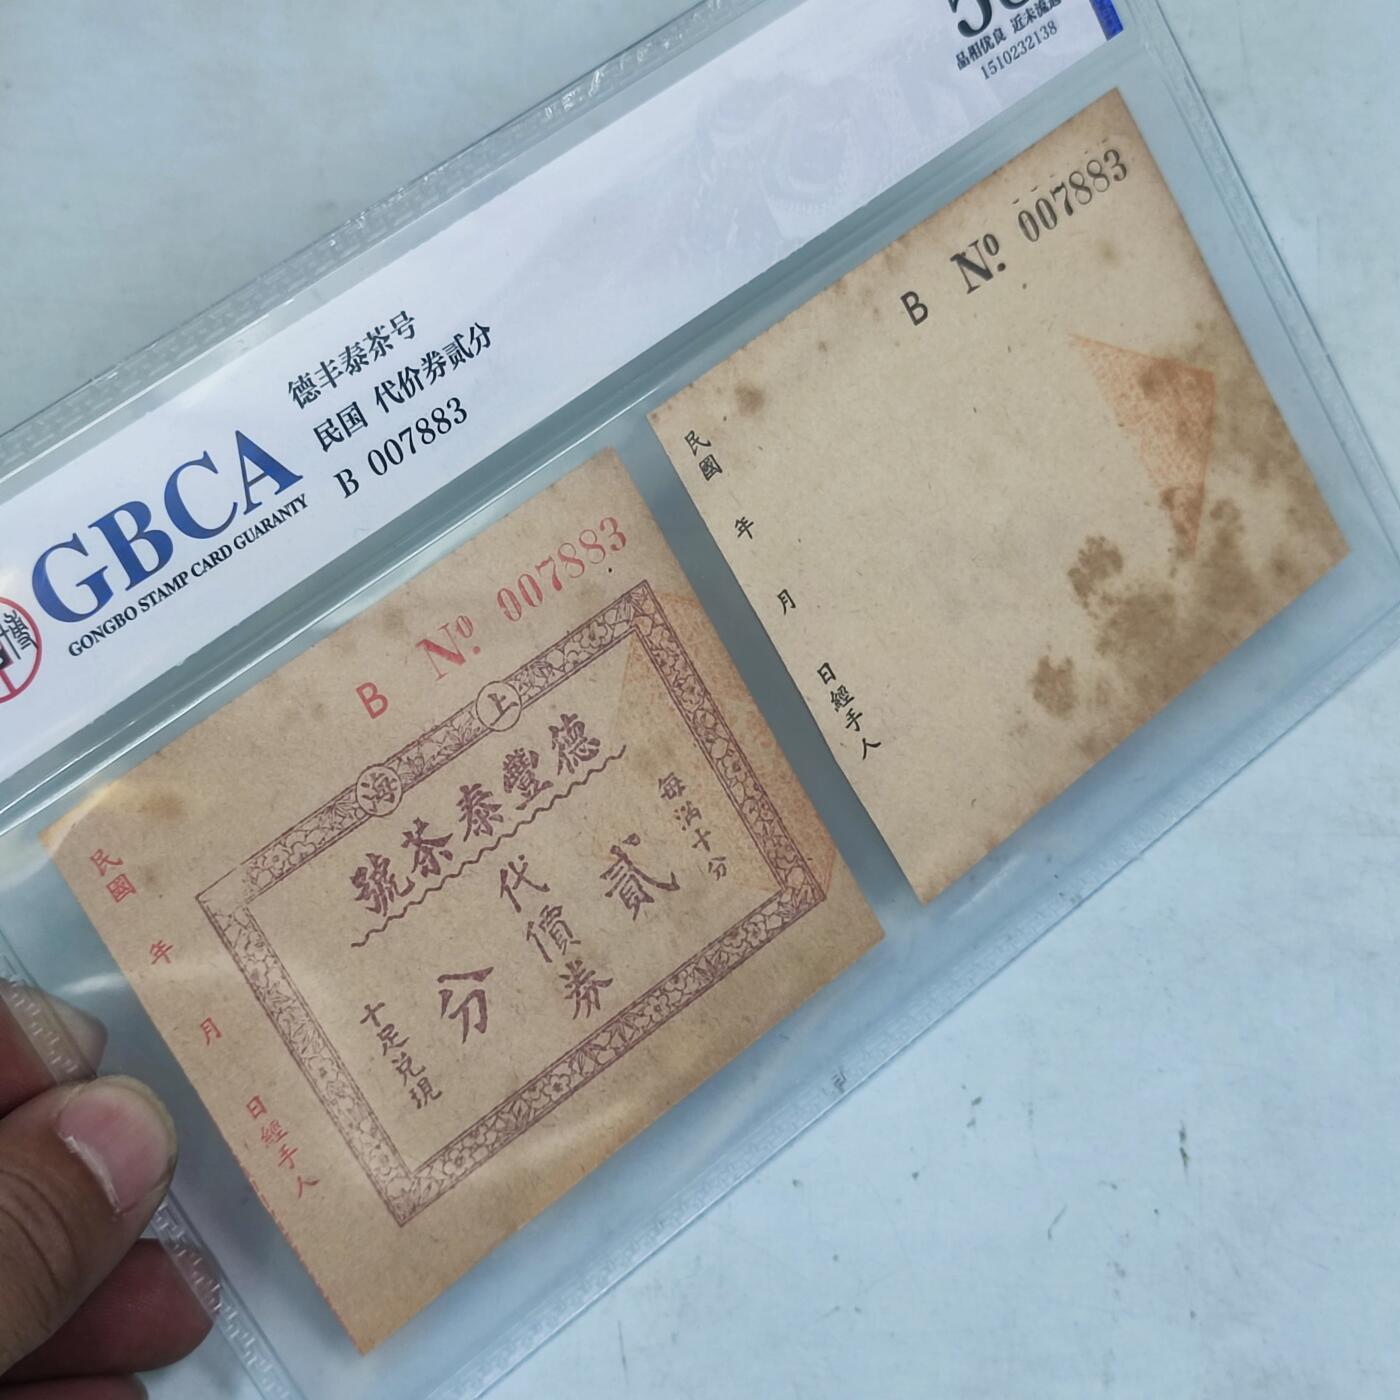 品相优良 近未流通
1510232138
德丰泰茶号
民国 代价券贰分
B 007883
GBCA
GONGBO STAMP CARD GUARANTY
B Nº 007883
上海
德豐泰茶號
每满十分
貳
代價券
分
十足兑現
民國 年 月 日經手人
B Nº 007883
民國 年 月 日經手人